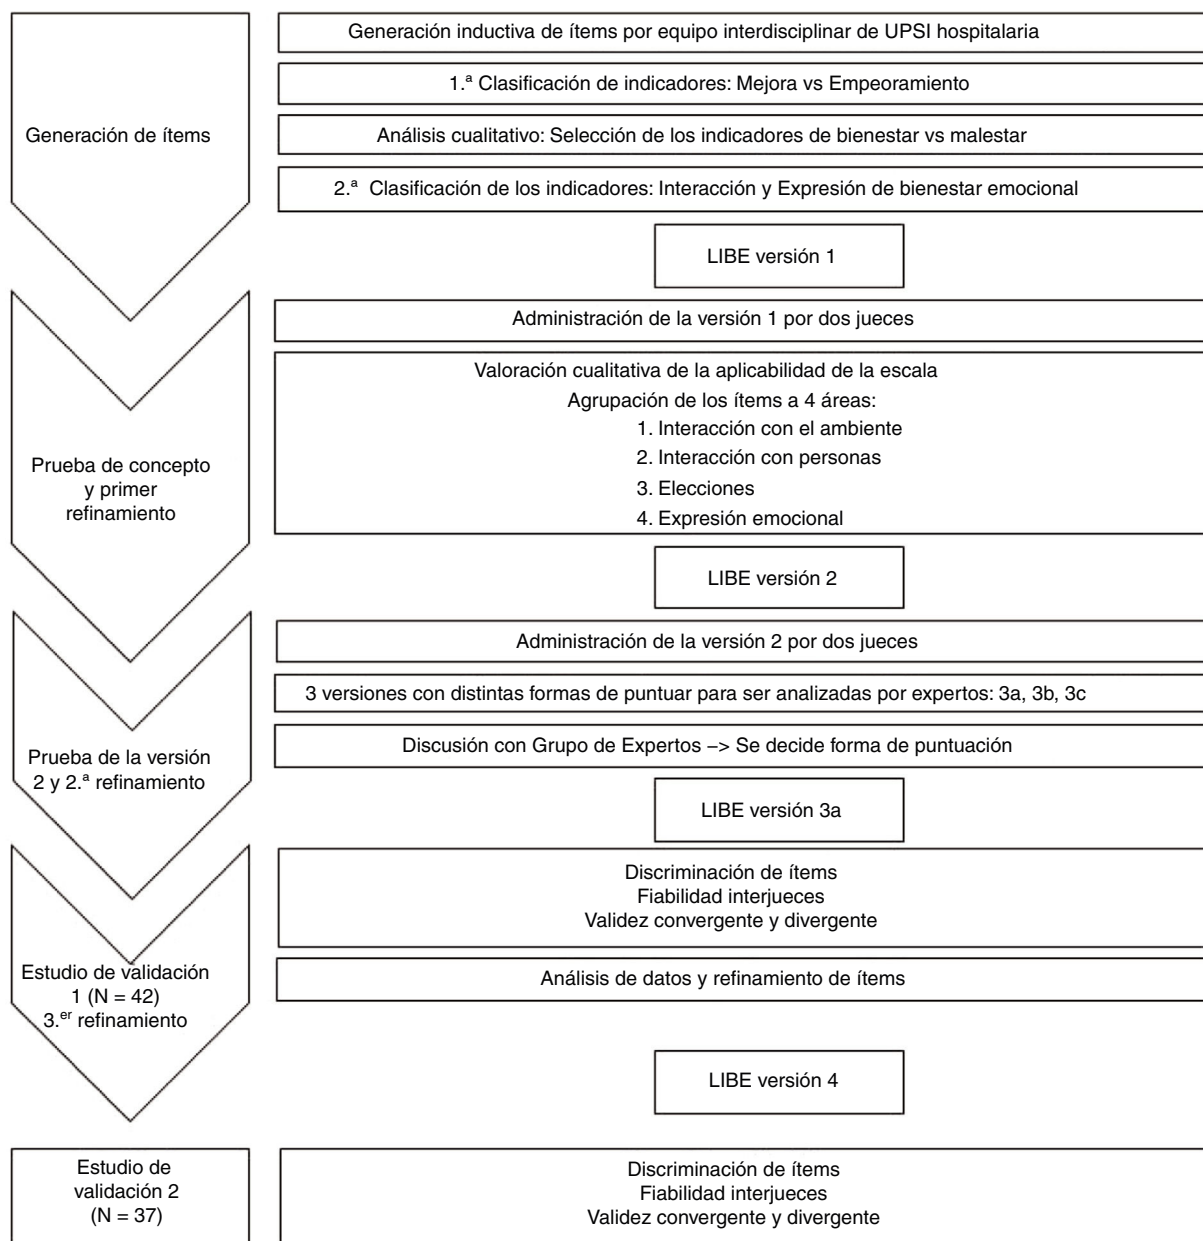 Generación de ítems
Generación inductiva de ítems por equipo interdisciplinar de UPSI hospitalaria
1.ª Clasificación de indicadores: Mejora vs Empeoramiento
Análisis cualitativo: Selección de los indicadores de bienestar vs malestar
2.ª Clasificación de los indicadores: Interacción y Expresión de bienestar emocional
LIBE versión 1
Prueba de concepto
y primer
refinamiento
Administración de la versión 1 por dos jueces
Valoración cualitativa de la aplicabilidad de la escala
Agrupación de los ítems a 4 áreas:
1. Interacción con el ambiente
2. Interacción con personas
3. Elecciones
4. Expresión emocional
LIBE versión 2
Prueba de la versión
2 y 2.ª refinamiento
Administración de la versión 2 por dos jueces
3 versiones con distintas formas de puntuar para ser analizadas por expertos: 3a, 3b, 3c
Discusión con Grupo de Expertos –> Se decide forma de puntuación
LIBE versión 3a
Estudio de validación
1 (N = 42)
3.er refinamiento
Discriminación de ítems
Fiabilidad interjueces
Validez convergente y divergente
Análisis de datos y refinamiento de ítems
LIBE versión 4
Estudio de
validación 2
(N = 37)
Discriminación de ítems
Fiabilidad interjueces
Validez convergente y divergente